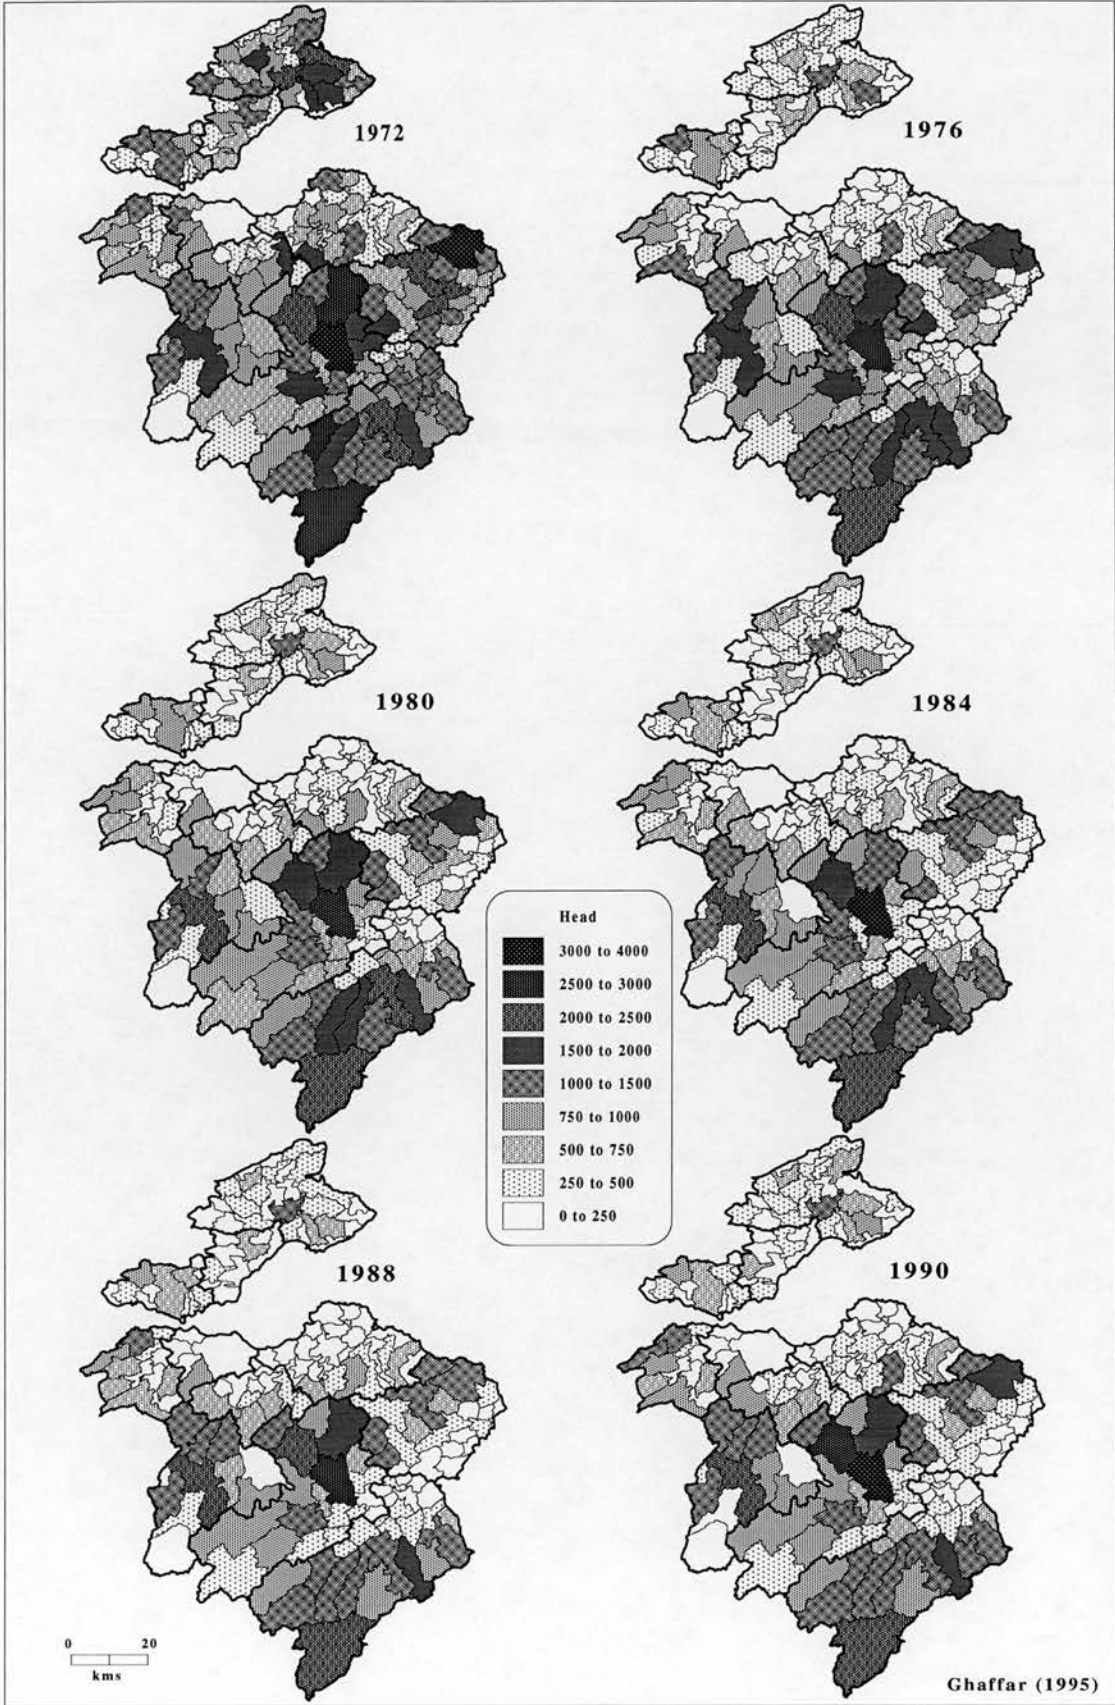 1972
1976
1980
1984
Head
3000 to 4000
2500 to 3000
2000 to 2500
1500 to 2000
1000 to 1500
750 to 1000
500 to 750
250 to 500
0 to 250
1988
1990
0 20
kms
Ghaffar (1995)